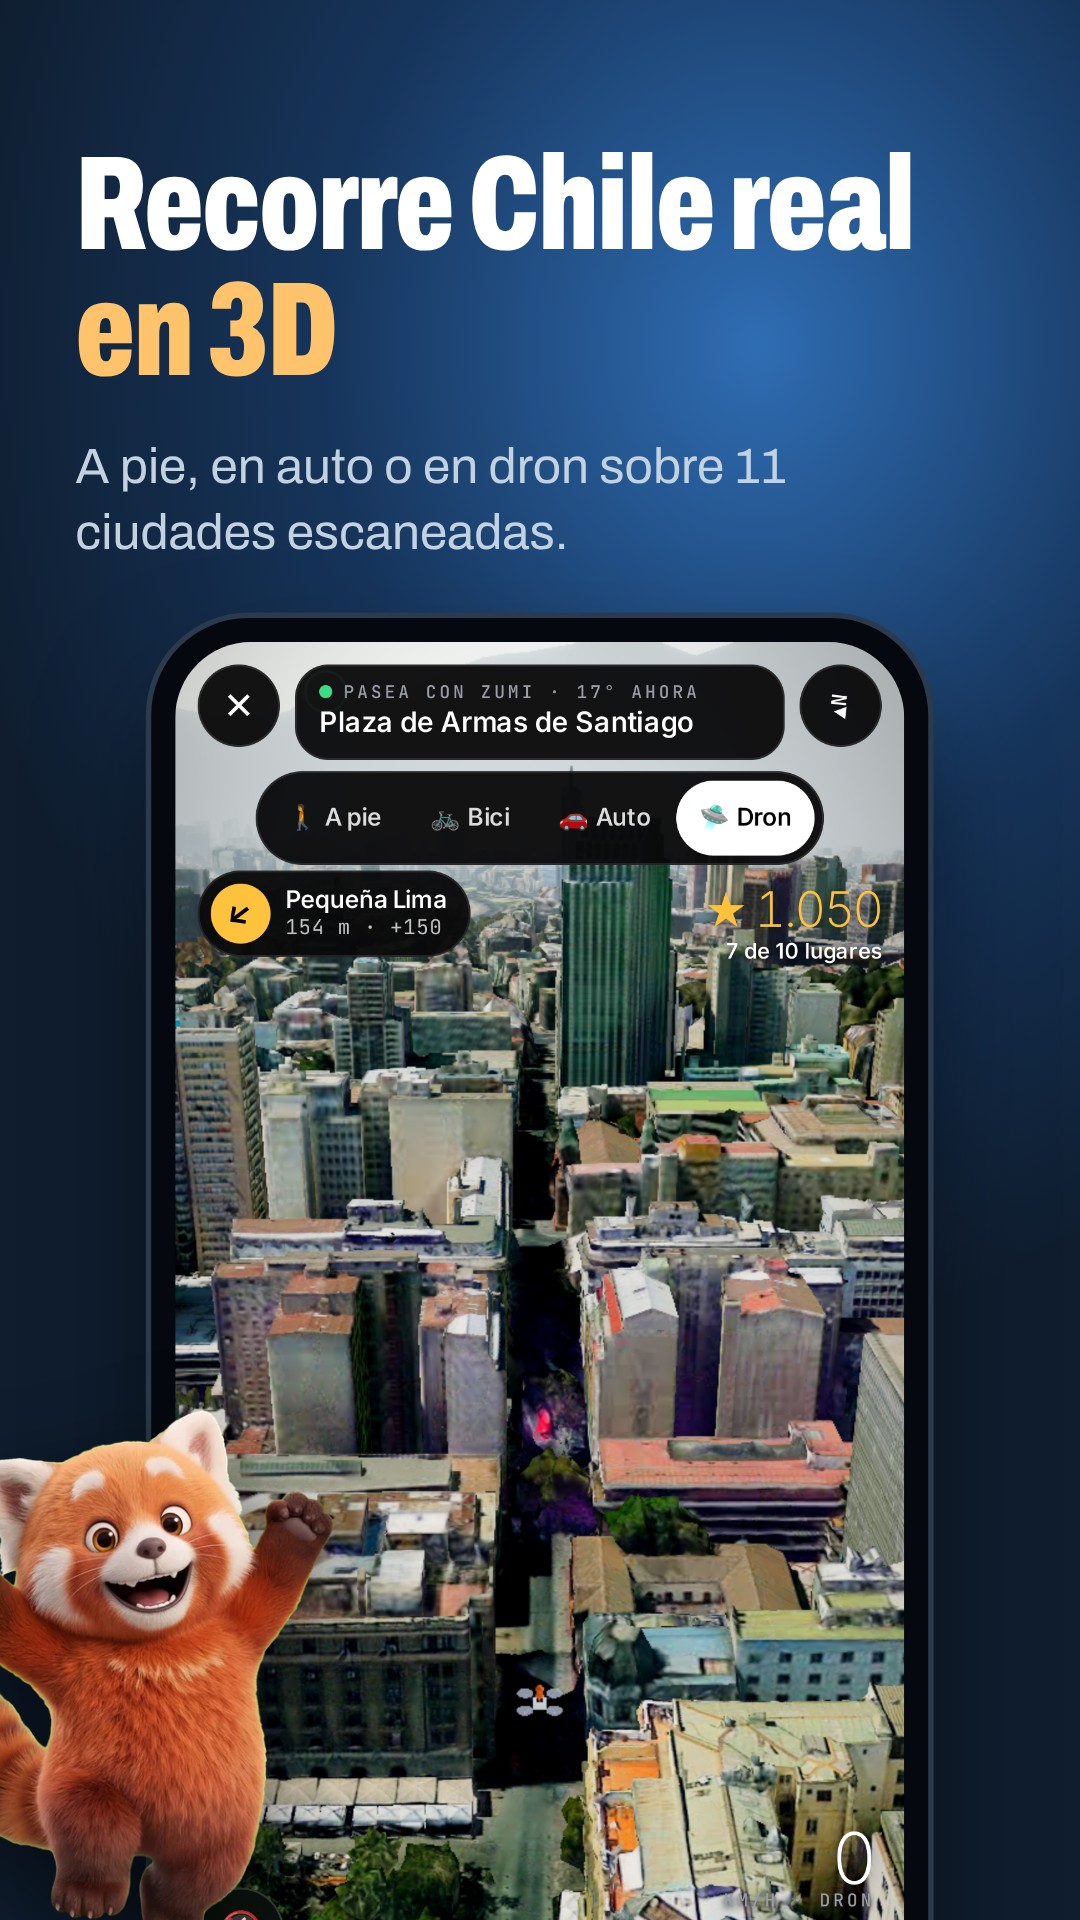 Recorre Chile real
en 3D
A pie, en auto o en dron sobre 11
ciudades escaneadas.
PASEA CON ZUMI · 17° AHORA
Plaza de Armas de Santiago
N
A pie
Bici
Auto
Dron
Pequeña Lima
154 m · +150
★ 1.050
7 de 10 lugares
0
KM/H · DRON